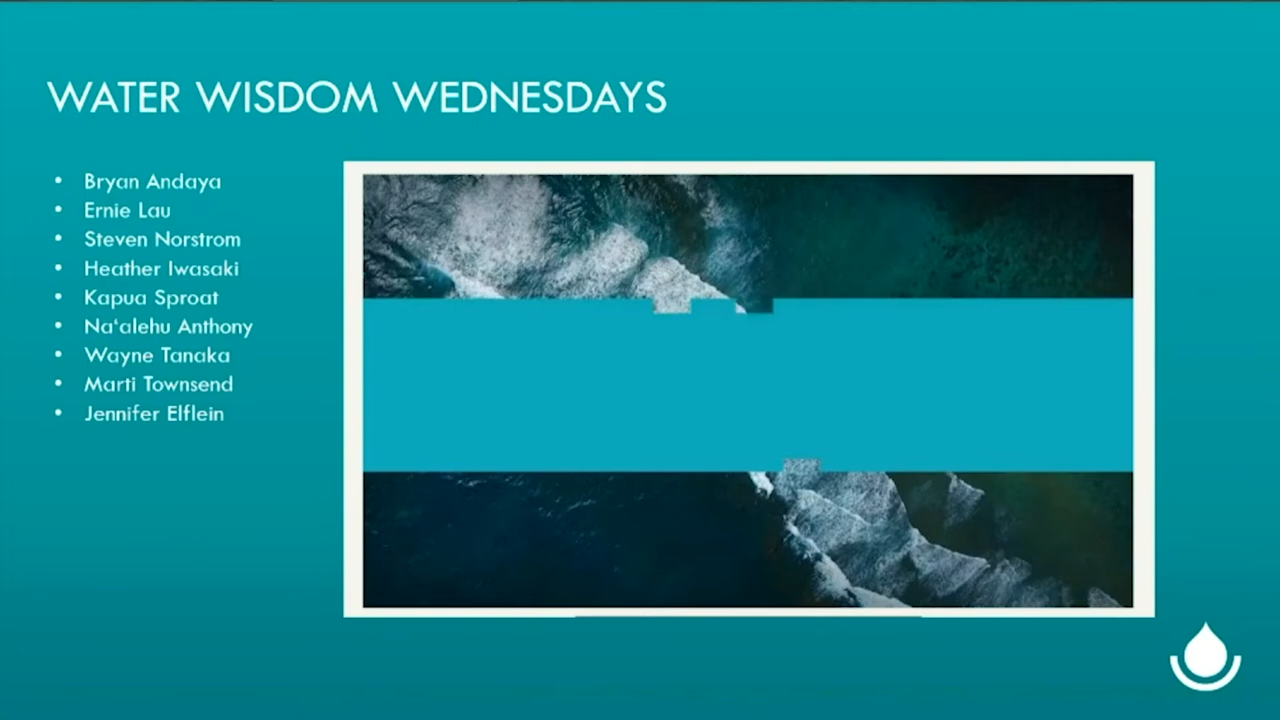 WATER WISDOM WEDNESDAYS
• Bryan Andaya
• Ernie Lau
• Steven Norstrom
• Heather Iwasaki
• Kapua Sproat
• Na‘alehu Anthony
• Wayne Tanaka
• Marti Townsend
• Jennifer Elflein